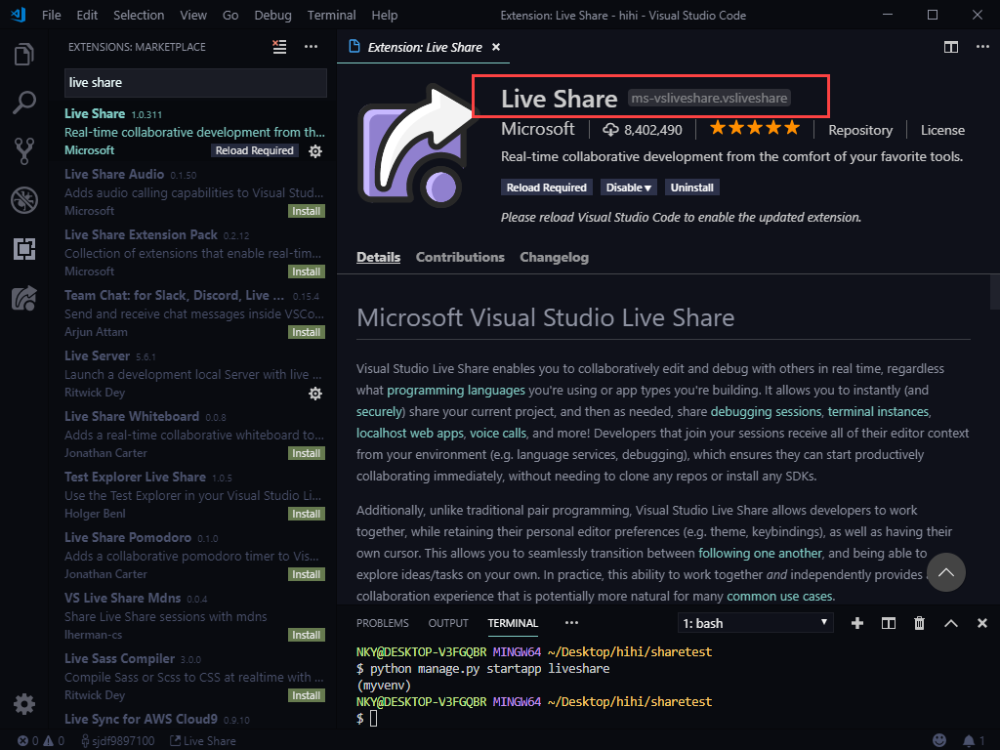 File Edit Selection View Go Debug Terminal Help Extension: Live Share - hihi - Visual Studio Code
EXTENSIONS: MARKETPLACE
live share
Live Share 1.0.311
Real-time collaborative development from th...
Microsoft Reload Required
Live Share Audio 0.1.50
Adds audio calling capabilities to Visual Stud...
Microsoft Install
Live Share Extension Pack 0.2.12
Collection of extensions that enable real-tim...
Microsoft Install
Team Chat: for Slack, Discord, Live ... 0.15.4
Send and receive chat messages inside VSCo...
Arjun Attam Install
Live Server 5.6.1
Launch a development local Server with live ...
Ritwick Dey
Live Share Whiteboard 0.0.8
Adds a real-time collaborative whiteboard to...
Jonathan Carter Install
Test Explorer Live Share 1.0.5
Use the Test Explorer in your Visual Studio Li...
Holger Benl Install
Live Share Pomodoro 0.1.0
Adds a collaborative pomodoro timer to Vis...
Jonathan Carter Install
VS Live Share Mdns 0.0.4
Share Live Share sessions with mdns
lherman-cs Install
Live Sass Compiler 3.0.0
Compile Sass or Scss to CSS at realtime with ...
Ritwick Dey Install
Live Sync for AWS Cloud9 0.9.10
Extension: Live Share
Live Share ms-vsliveshare.vsliveshare
Microsoft 8,402,490 Repository License
Real-time collaborative development from the comfort of your favorite tools.
Reload Required Disable Uninstall
Please reload Visual Studio Code to enable the updated extension.
Details Contributions Changelog
Microsoft Visual Studio Live Share
Visual Studio Live Share enables you to collaboratively edit and debug with others in real time, regardless
what programming languages you're using or app types you're building. It allows you to instantly (and
securely) share your current project, and then as needed, share debugging sessions, terminal instances,
localhost web apps, voice calls, and more! Developers that join your sessions receive all of their editor context
from your environment (e.g. language services, debugging), which ensures they can start productively
collaborating immediately, without needing to clone any repos or install any SDKs.
Additionally, unlike traditional pair programming, Visual Studio Live Share allows developers to work
together, while retaining their personal editor preferences (e.g. theme, keybindings), as well as having their
own cursor. This allows you to seamlessly transition between following one another, and being able to
explore ideas/tasks on your own. In practice, this ability to work together and independently provides
collaboration experience that is potentially more natural for many common use cases.
PROBLEMS OUTPUT TERMINAL ••• 1: bash
NKY@DESKTOP-V3FGQBR MINGW64 ~/Desktop/hihi/sharetest
$ python manage.py startapp liveshare
(myvenv)
NKY@DESKTOP-V3FGQBR MINGW64 ~/Desktop/hihi/sharetest
$
0 0 sjdf9897100 Live Share 1